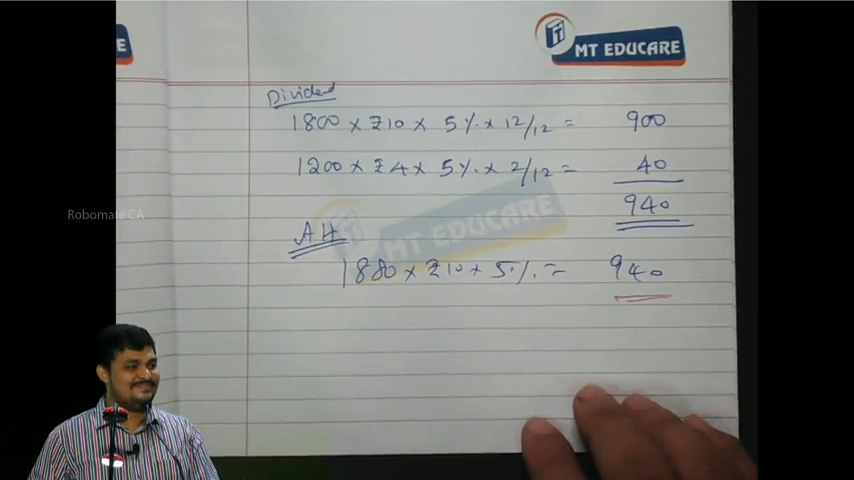 E
MT EDUCARE
Dividend
1800 × ₹10 × 5% × 12/12 = 900
1200 × ₹4 × 5% × 2/12 = 40
940
Robomate CA
MT EDUCARE
Alt
1880 × ₹10 × 5% = 940